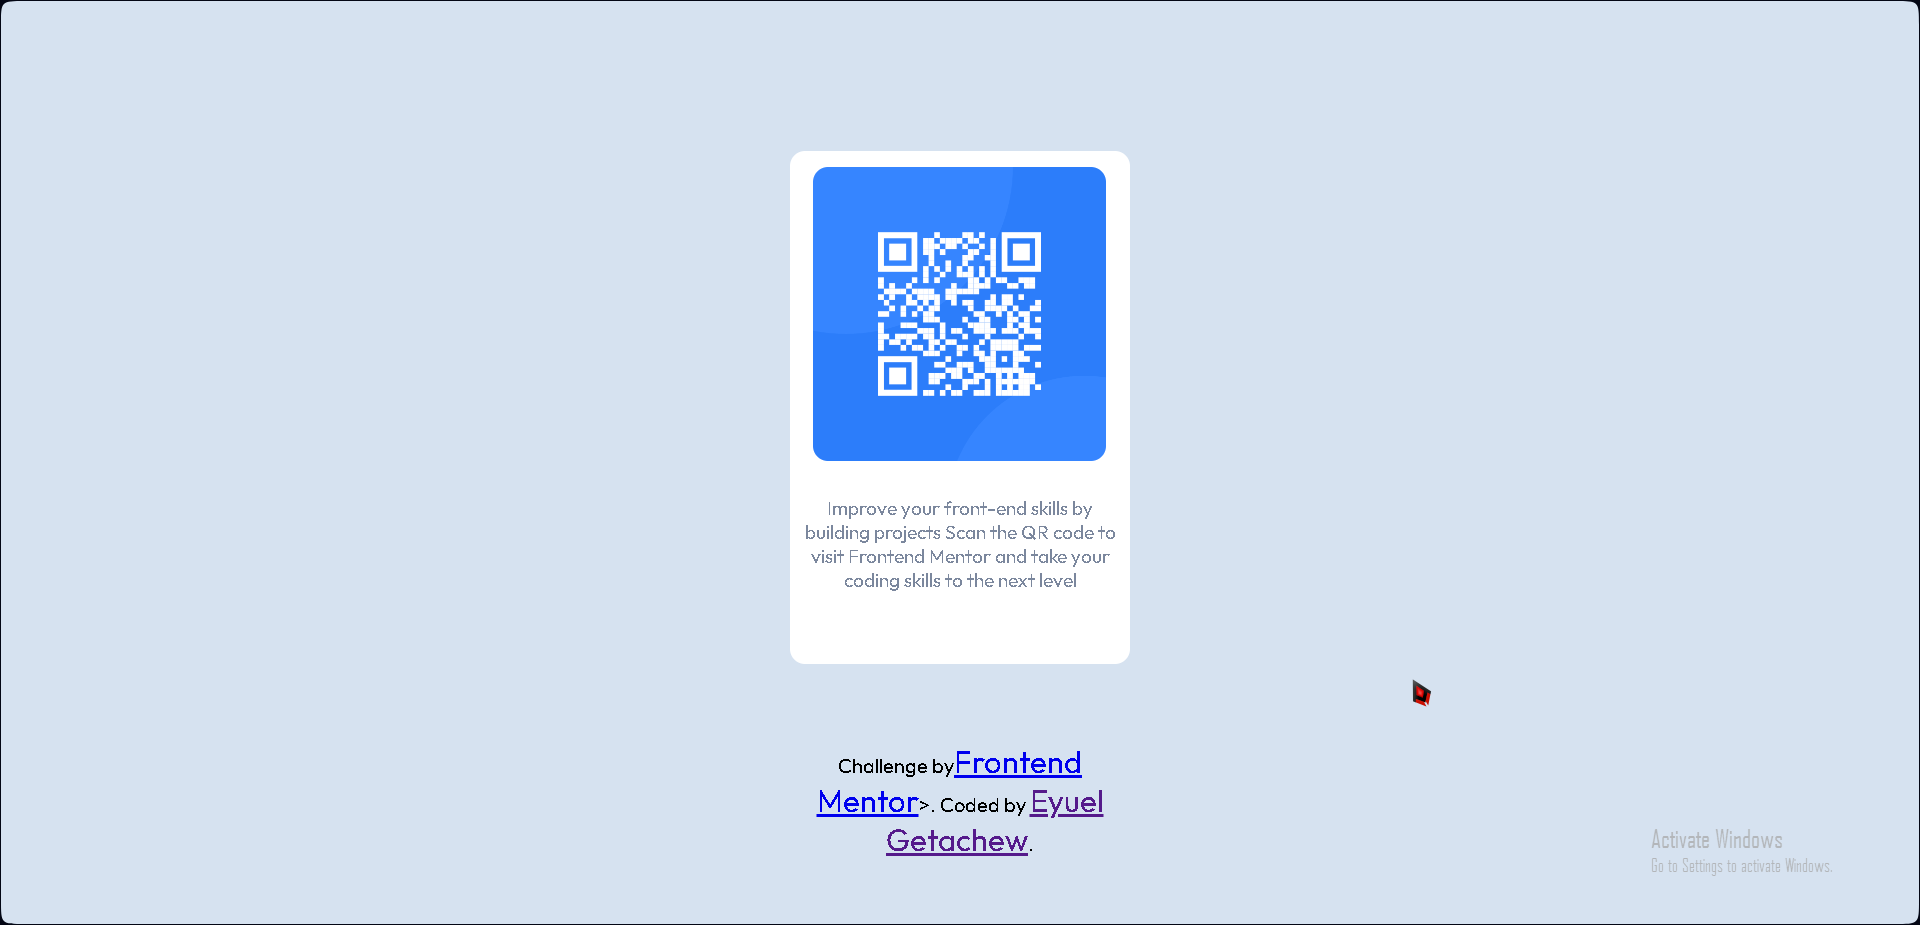 Improve your front-end skills by
building projects Scan the QR code to
visit Frontend Mentor and take your
coding skills to the next level
Challenge byFrontend
Mentor>. Coded by Eyuel
Getachew.
Activate Windows
Go to Settings to activate Windows.